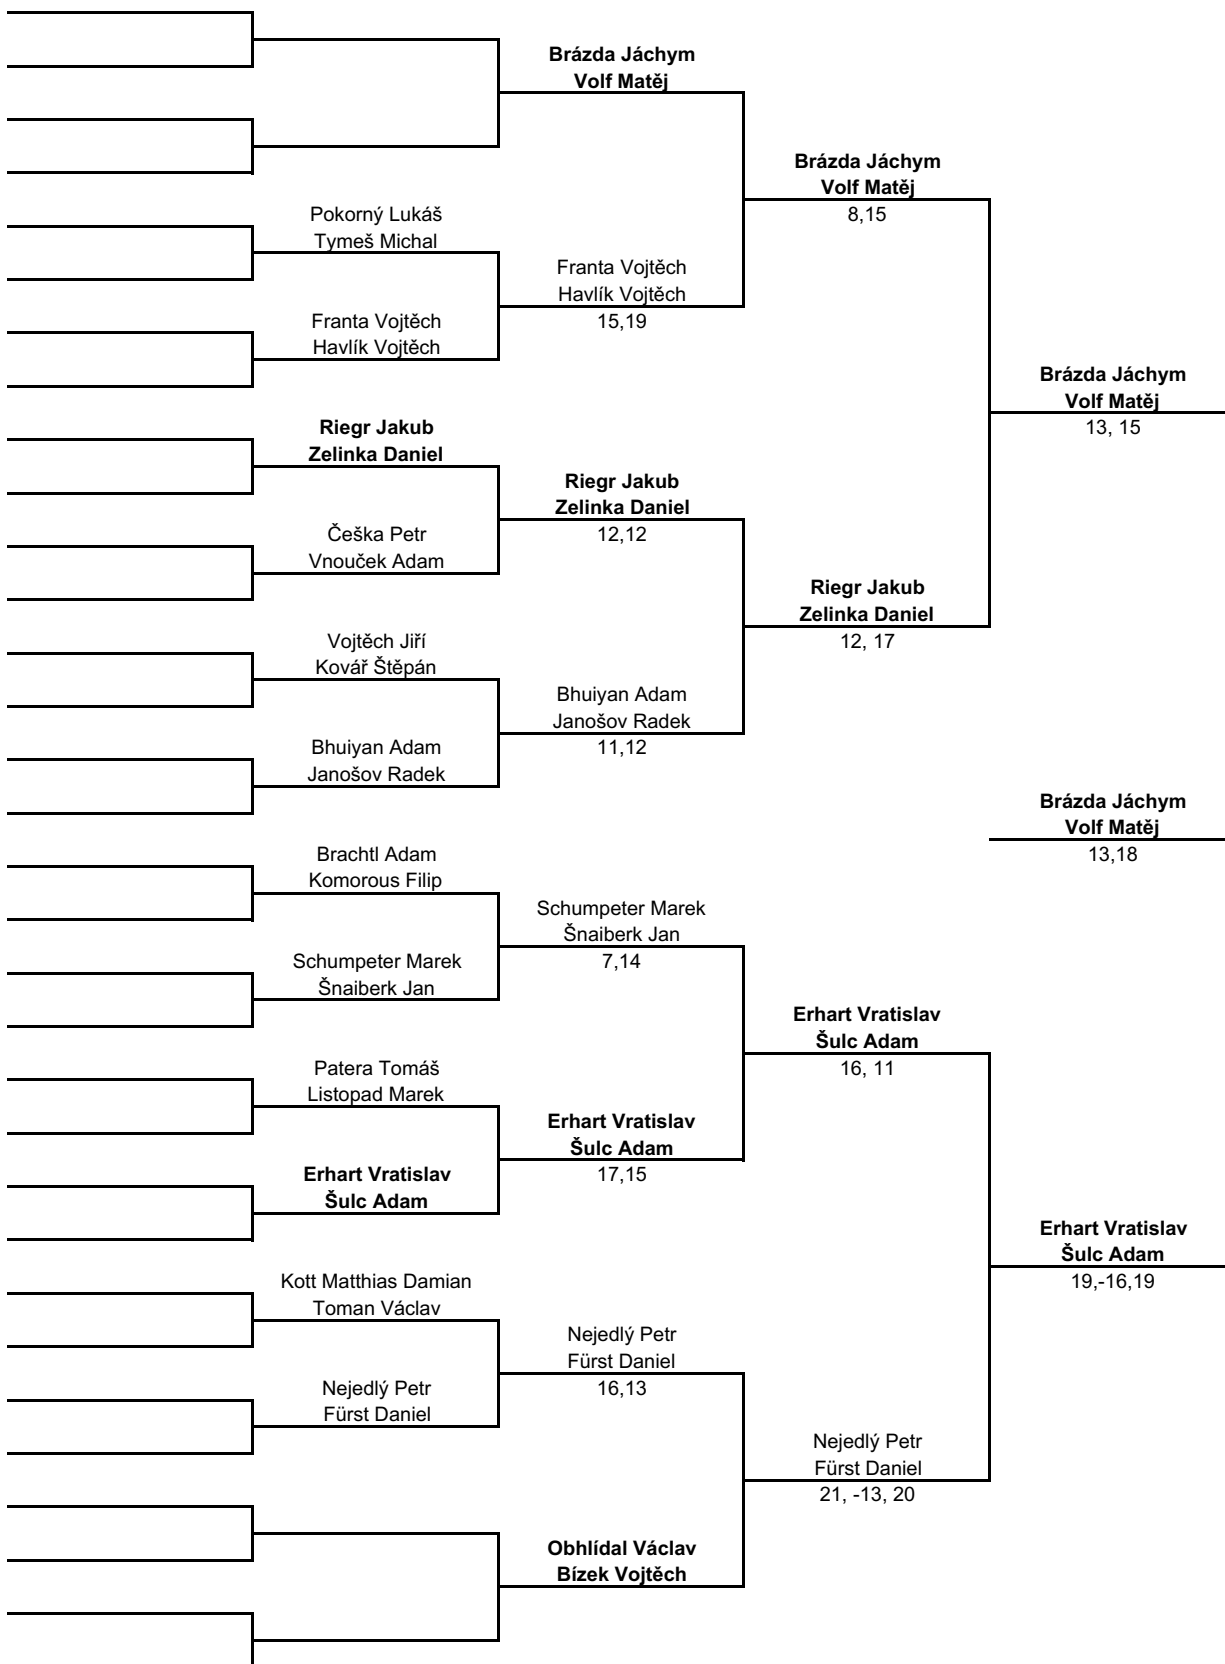 Brázda Jáchym
Volf Matěj
Brázda Jáchym
Volf Matěj
8,15
Pokorný Lukáš
Tymeš Michal
Franta Vojtěch
Havlík Vojtěch
15,19
Franta Vojtěch
Havlík Vojtěch
Brázda Jáchym
Volf Matěj
13, 15
Riegr Jakub
Zelinka Daniel
Riegr Jakub
Zelinka Daniel
12,12
Češka Petr
Vnouček Adam
Riegr Jakub
Zelinka Daniel
12, 17
Vojtěch Jiří
Kovář Štěpán
Bhuiyan Adam
Janošov Radek
11,12
Bhuiyan Adam
Janošov Radek
Brázda Jáchym
Volf Matěj
13,18
Brachtl Adam
Komorous Filip
Schumpeter Marek
Šnaiberk Jan
7,14
Schumpeter Marek
Šnaiberk Jan
Erhart Vratislav
Šulc Adam
16, 11
Patera Tomáš
Listopad Marek
Erhart Vratislav
Šulc Adam
17,15
Erhart Vratislav
Šulc Adam
Erhart Vratislav
Šulc Adam
19,-16,19
Kott Matthias Damian
Toman Václav
Nejedlý Petr
Fürst Daniel
16,13
Nejedlý Petr
Fürst Daniel
Nejedlý Petr
Fürst Daniel
21, -13, 20
Obhlídal Václav
Bízek Vojtěch